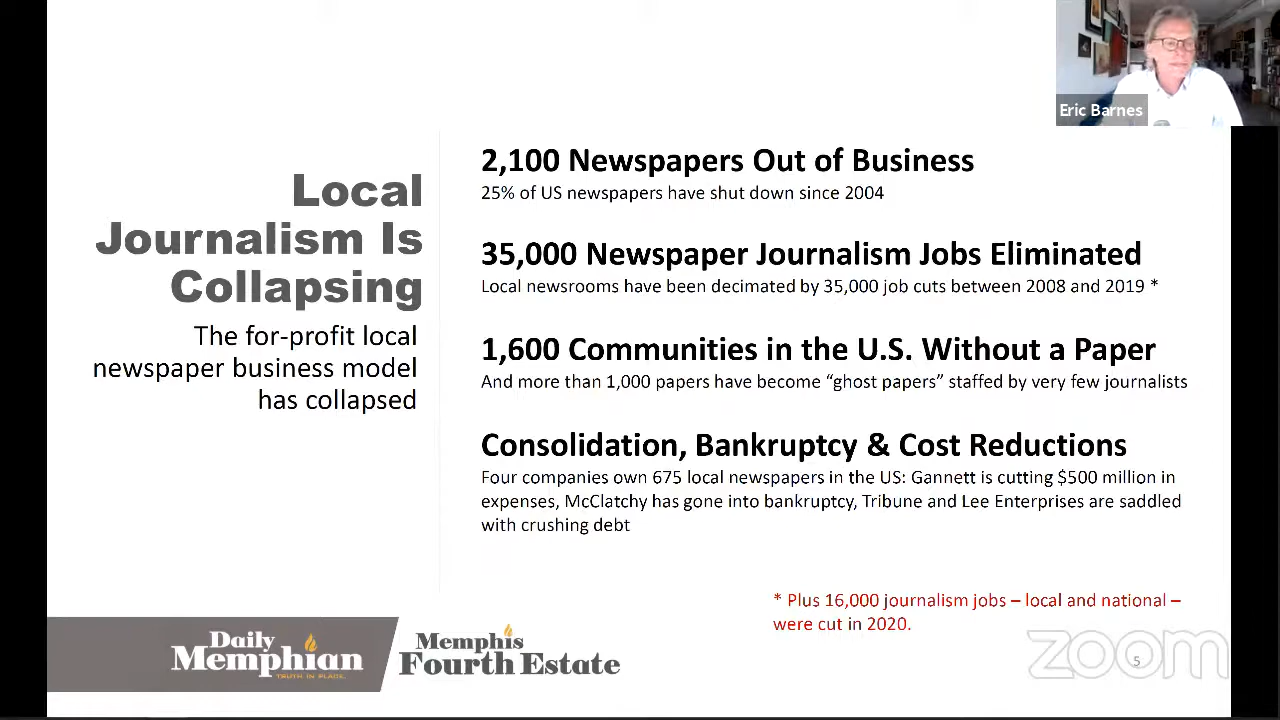 Eric Barnes
Local
Journalism Is
Collapsing
The for-profit local
newspaper business model
has collapsed
2,100 Newspapers Out of Business
25% of US newspapers have shut down since 2004
35,000 Newspaper Journalism Jobs Eliminated
Local newsrooms have been decimated by 35,000 job cuts between 2008 and 2019 *
1,600 Communities in the U.S. Without a Paper
And more than 1,000 papers have become “ghost papers” staffed by very few journalists
Consolidation, Bankruptcy & Cost Reductions
Four companies own 675 local newspapers in the US: Gannett is cutting $500 million in
expenses, McClatchy has gone into bankruptcy, Tribune and Lee Enterprises are saddled
with crushing debt
* Plus 16,000 journalism jobs – local and national –
were cut in 2020.
Daily
Memphian
TRUTH IN PLACE.
Memphis
Fourth Estate
zoom
5